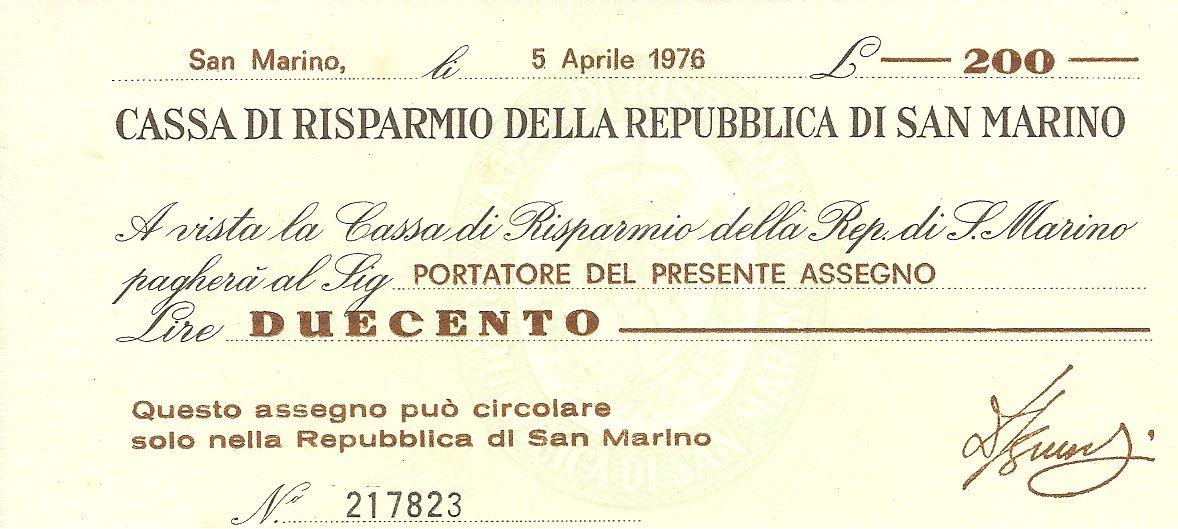 San Marino, li 5 Aprile 1976 £ 200
CASSA DI RISPARMIO DELLA REPUBBLICA DI SAN MARINO
A vista la Cassa di Risparmio della Rep. di S. Marino
pagherà al Sig PORTATORE DEL PRESENTE ASSEGNO
Lire DUECENTO
Questo assegno può circolare
solo nella Repubblica di San Marino
N.º 217823